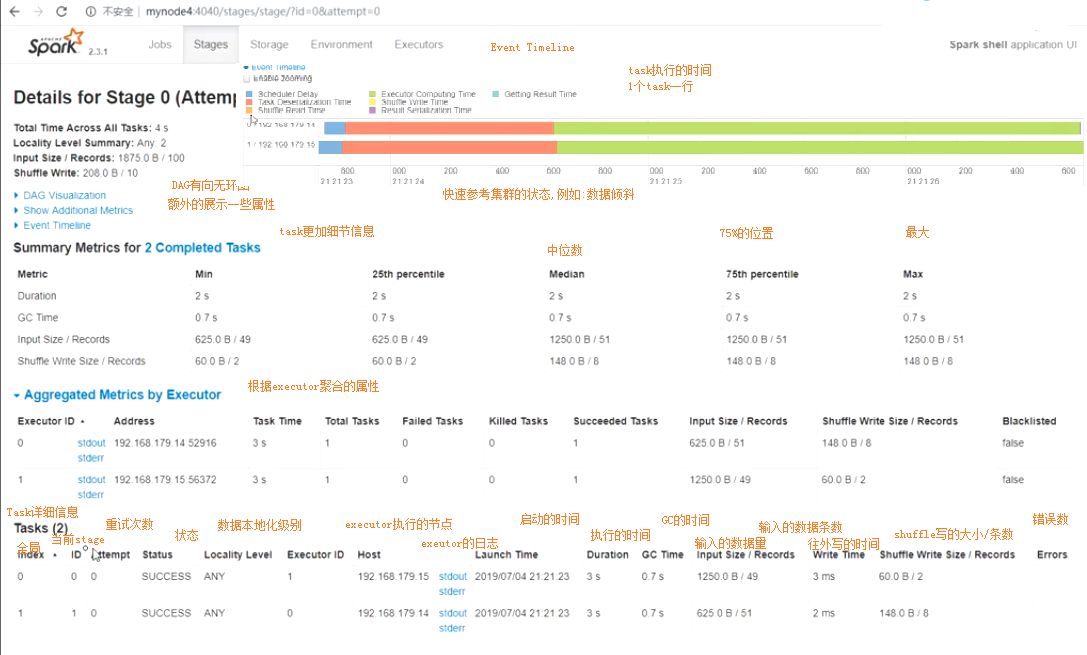 不安全 mynode4:4040/stages/stage/?id=0&attempt=0
APACHE Spark 2.3.1 Jobs Stages Storage Environment Executors Event Timeline Spark shell application UI
Event Timeline
Enable zooming
task执行的时间
1个task一行
Scheduler Delay Executor Computing Time Getting Result Time
Task Deserialization Time Shuffle Write Time
Shuffle Read Time Result Serialization Time
Details for Stage 0 (Attemp
0 / 192.168.179.14
1 / 192.168.179.15
Total Time Across All Tasks: 4 s
Locality Level Summary: Any: 2
Input Size / Records: 1875.0 B / 100
Shuffle Write: 208.0 B / 10
800 000 200 400 600 800 000 200 400 600 800 000 200 400 600
21:21:23 21:21:24 21:21:25 21:21:26
DAG有向无环图
DAG Visualization
额外的展示一些属性
Show Additional Metrics
Event Timeline
快速参考集群的状态,例如:数据倾斜
task更加细节信息
Summary Metrics for 2 Completed Tasks
中位数 75%的位置 最大
Metric Min 25th percentile Median 75th percentile Max
Duration 2 s 2 s 2 s 2 s 2 s
GC Time 0.7 s 0.7 s 0.7 s 0.7 s 0.7 s
Input Size / Records 625.0 B / 49 625.0 B / 49 1250.0 B / 51 1250.0 B / 51 1250.0 B / 51
Shuffle Write Size / Records 60.0 B / 2 60.0 B / 2 148.0 B / 8 148.0 B / 8 148.0 B / 8
Aggregated Metrics by Executor 根据executor聚合的属性
Executor ID Address Task Time Total Tasks Failed Tasks Killed Tasks Succeeded Tasks Input Size / Records Shuffle Write Size / Records Blacklisted
0 stdout 192.168.179.14:52916 3 s 1 0 0 1 625.0 B / 51 148.0 B / 8 false
stderr
1 stdout 192.168.179.15:56372 3 s 1 0 0 1 1250.0 B / 49 60.0 B / 2 false
stderr
Task详细信息
Tasks (2)
全局 当前stage 重试次数 状态 数据本地化级别 executor执行的节点 exeutor的日志 启动的时间 执行的时间 GC的时间 输入的数据量 输入的数据条数 往外写的时间 shuffle写的大小/条数 错误数
Index ID Attempt Status Locality Level Executor ID Host Launch Time Duration GC Time Input Size / Records Write Time Shuffle Write Size / Records Errors
0 0 0 SUCCESS ANY 1 192.168.179.15 stdout 2019/07/04 21:21:23 3 s 0.7 s 1250.0 B / 49 3 ms 60.0 B / 2
stderr
1 1 0 SUCCESS ANY 0 192.168.179.14 stdout 2019/07/04 21:21:23 3 s 0.7 s 625.0 B / 51 2 ms 148.0 B / 8
stderr